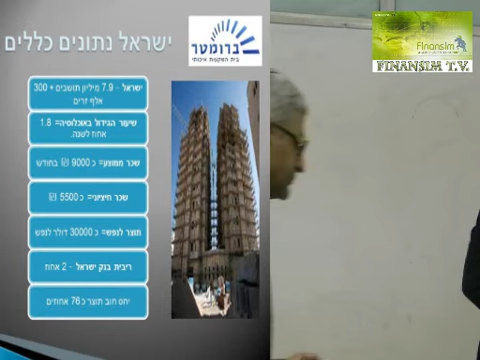 ישראל נתונים כללים
ברומטר
בית השקעות איכותי
Finansim
FINANSIM T.V.
ישראל - 7.9 מיליון תושבים + 300
אלף זרים
שיעור הגידול באוכלוסיה= 1.8
אחוז לשנה.
שכר ממוצע= כ 9000 ₪ בחודש
שכר חיציוני= כ 5500 ₪
תוצר לנפש= כ 30000 דולר לנפש
ריבית בנק ישראל - 2 אחוז
יחס חוב תוצר כ 76 אחוזים